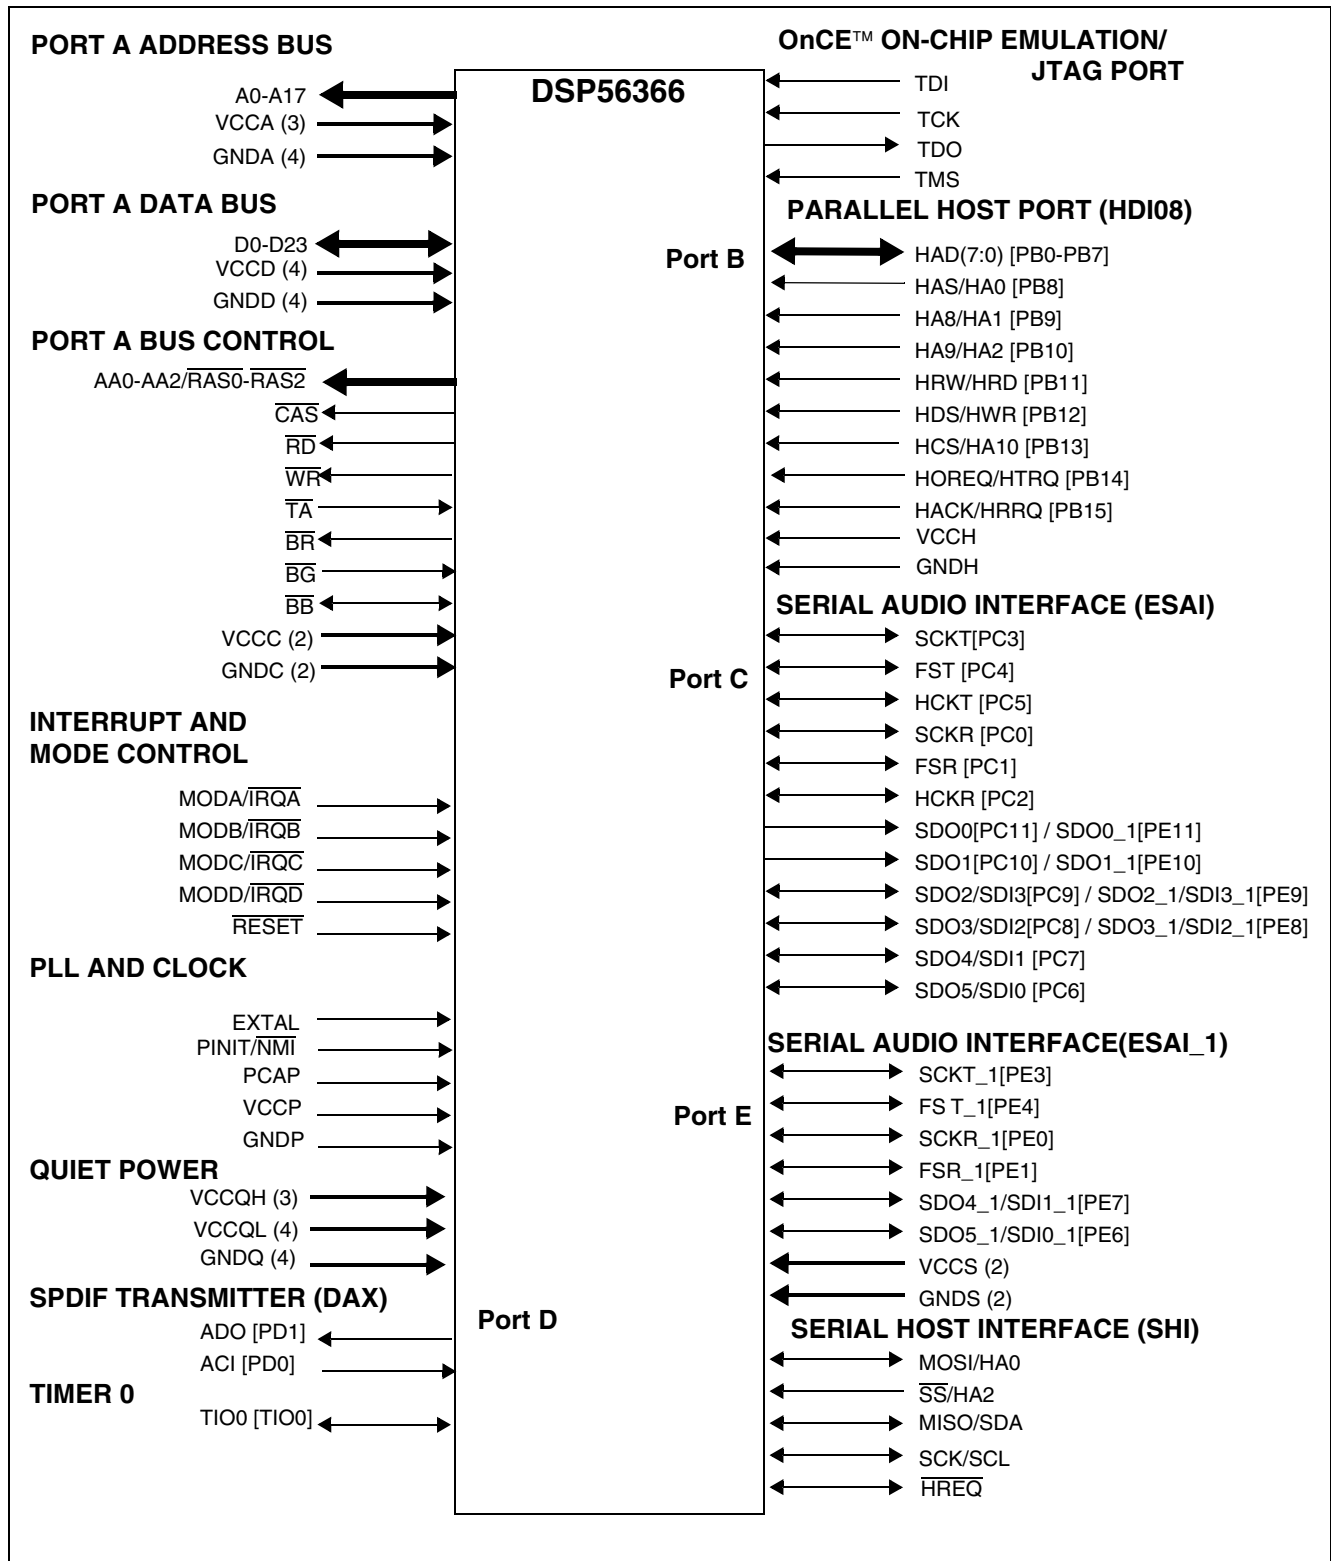 PORT A ADDRESS BUS
A0-A17
VCCA (3)
GNDA (4)
PORT A DATA BUS
D0-D23
VCCD (4)
GNDD (4)
PORT A BUS CONTROL
AA0-AA2/RAS0-RAS2
CAS
RD
WR
TA
BR
BG
BB
VCCC (2)
GNDC (2)
INTERRUPT AND
MODE CONTROL
MODA/IRQA
MODB/IRQB
MODC/IRQC
MODD/IRQD
RESET
PLL AND CLOCK
EXTAL
PINIT/NMI
PCAP
VCCP
GNDP
QUIET POWER
VCCQH (3)
VCCQL (4)
GNDQ (4)
SPDIF TRANSMITTER (DAX)
ADO [PD1]
ACI [PD0]
TIMER 0
TIO0 [TIO0]
DSP56366
Port B
Port C
Port E
Port D
OnCE™ ON-CHIP EMULATION/
JTAG PORT
TDI
TCK
TDO
TMS
PARALLEL HOST PORT (HDI08)
HAD(7:0) [PB0-PB7]
HAS/HA0 [PB8]
HA8/HA1 [PB9]
HA9/HA2 [PB10]
HRW/HRD [PB11]
HDS/HWR [PB12]
HCS/HA10 [PB13]
HOREQ/HTRQ [PB14]
HACK/HRRQ [PB15]
VCCH
GNDH
SERIAL AUDIO INTERFACE (ESAI)
SCKT[PC3]
FST [PC4]
HCKT [PC5]
SCKR [PC0]
FSR [PC1]
HCKR [PC2]
SDO0[PC11] / SDO0_1[PE11]
SDO1[PC10] / SDO1_1[PE10]
SDO2/SDI3[PC9] / SDO2_1/SDI3_1[PE9]
SDO3/SDI2[PC8] / SDO3_1/SDI2_1[PE8]
SDO4/SDI1 [PC7]
SDO5/SDI0 [PC6]
SERIAL AUDIO INTERFACE(ESAI_1)
SCKT_1[PE3]
FS T_1[PE4]
SCKR_1[PE0]
FSR_1[PE1]
SDO4_1/SDI1_1[PE7]
SDO5_1/SDI0_1[PE6]
VCCS (2)
GNDS (2)
SERIAL HOST INTERFACE (SHI)
MOSI/HA0
SS/HA2
MISO/SDA
SCK/SCL
HREQ